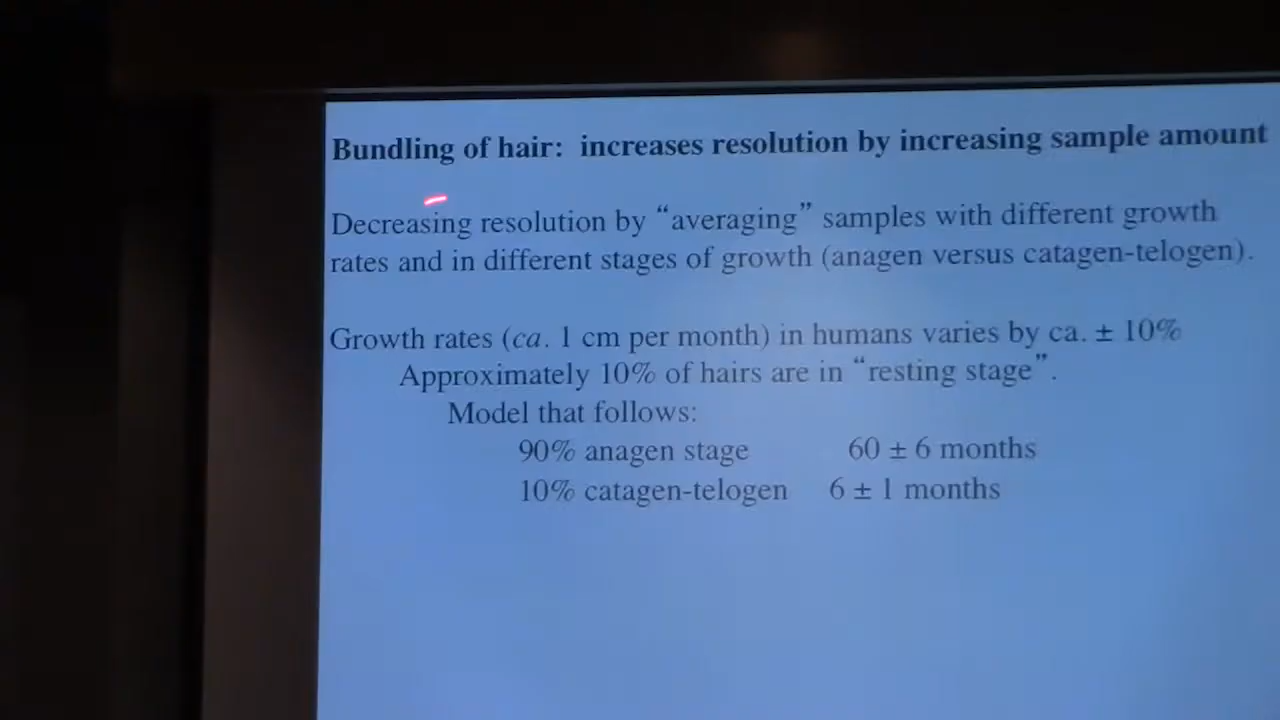 Bundling of hair: increases resolution by increasing sample amount
Decreasing resolution by “averaging” samples with different growth
rates and in different stages of growth (anagen versus catagen-telogen).
Growth rates (ca. 1 cm per month) in humans varies by ca. ± 10%
Approximately 10% of hairs are in “resting stage”.
Model that follows:
90% anagen stage 60 ± 6 months
10% catagen-telogen 6 ± 1 months